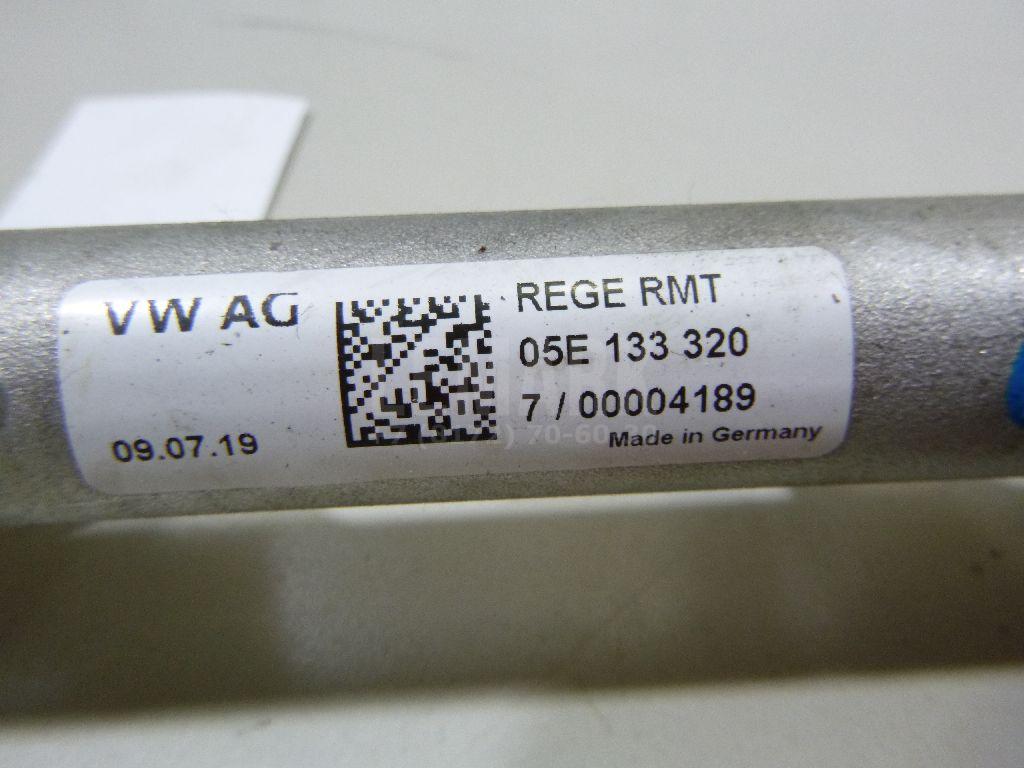 VW AG
REGE RMT
05E 133 320
7 / 00004189
09.07.19
Made in Germany